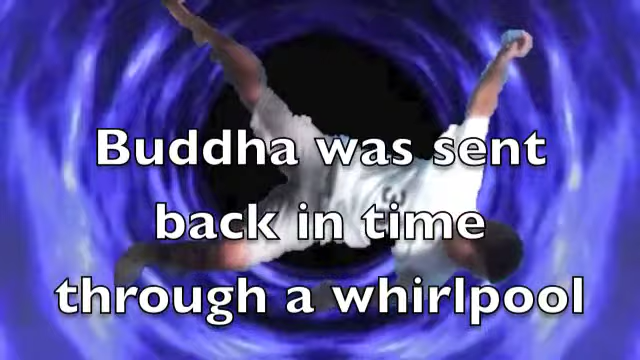 Buddha was sent
back in time
through a whirlpool